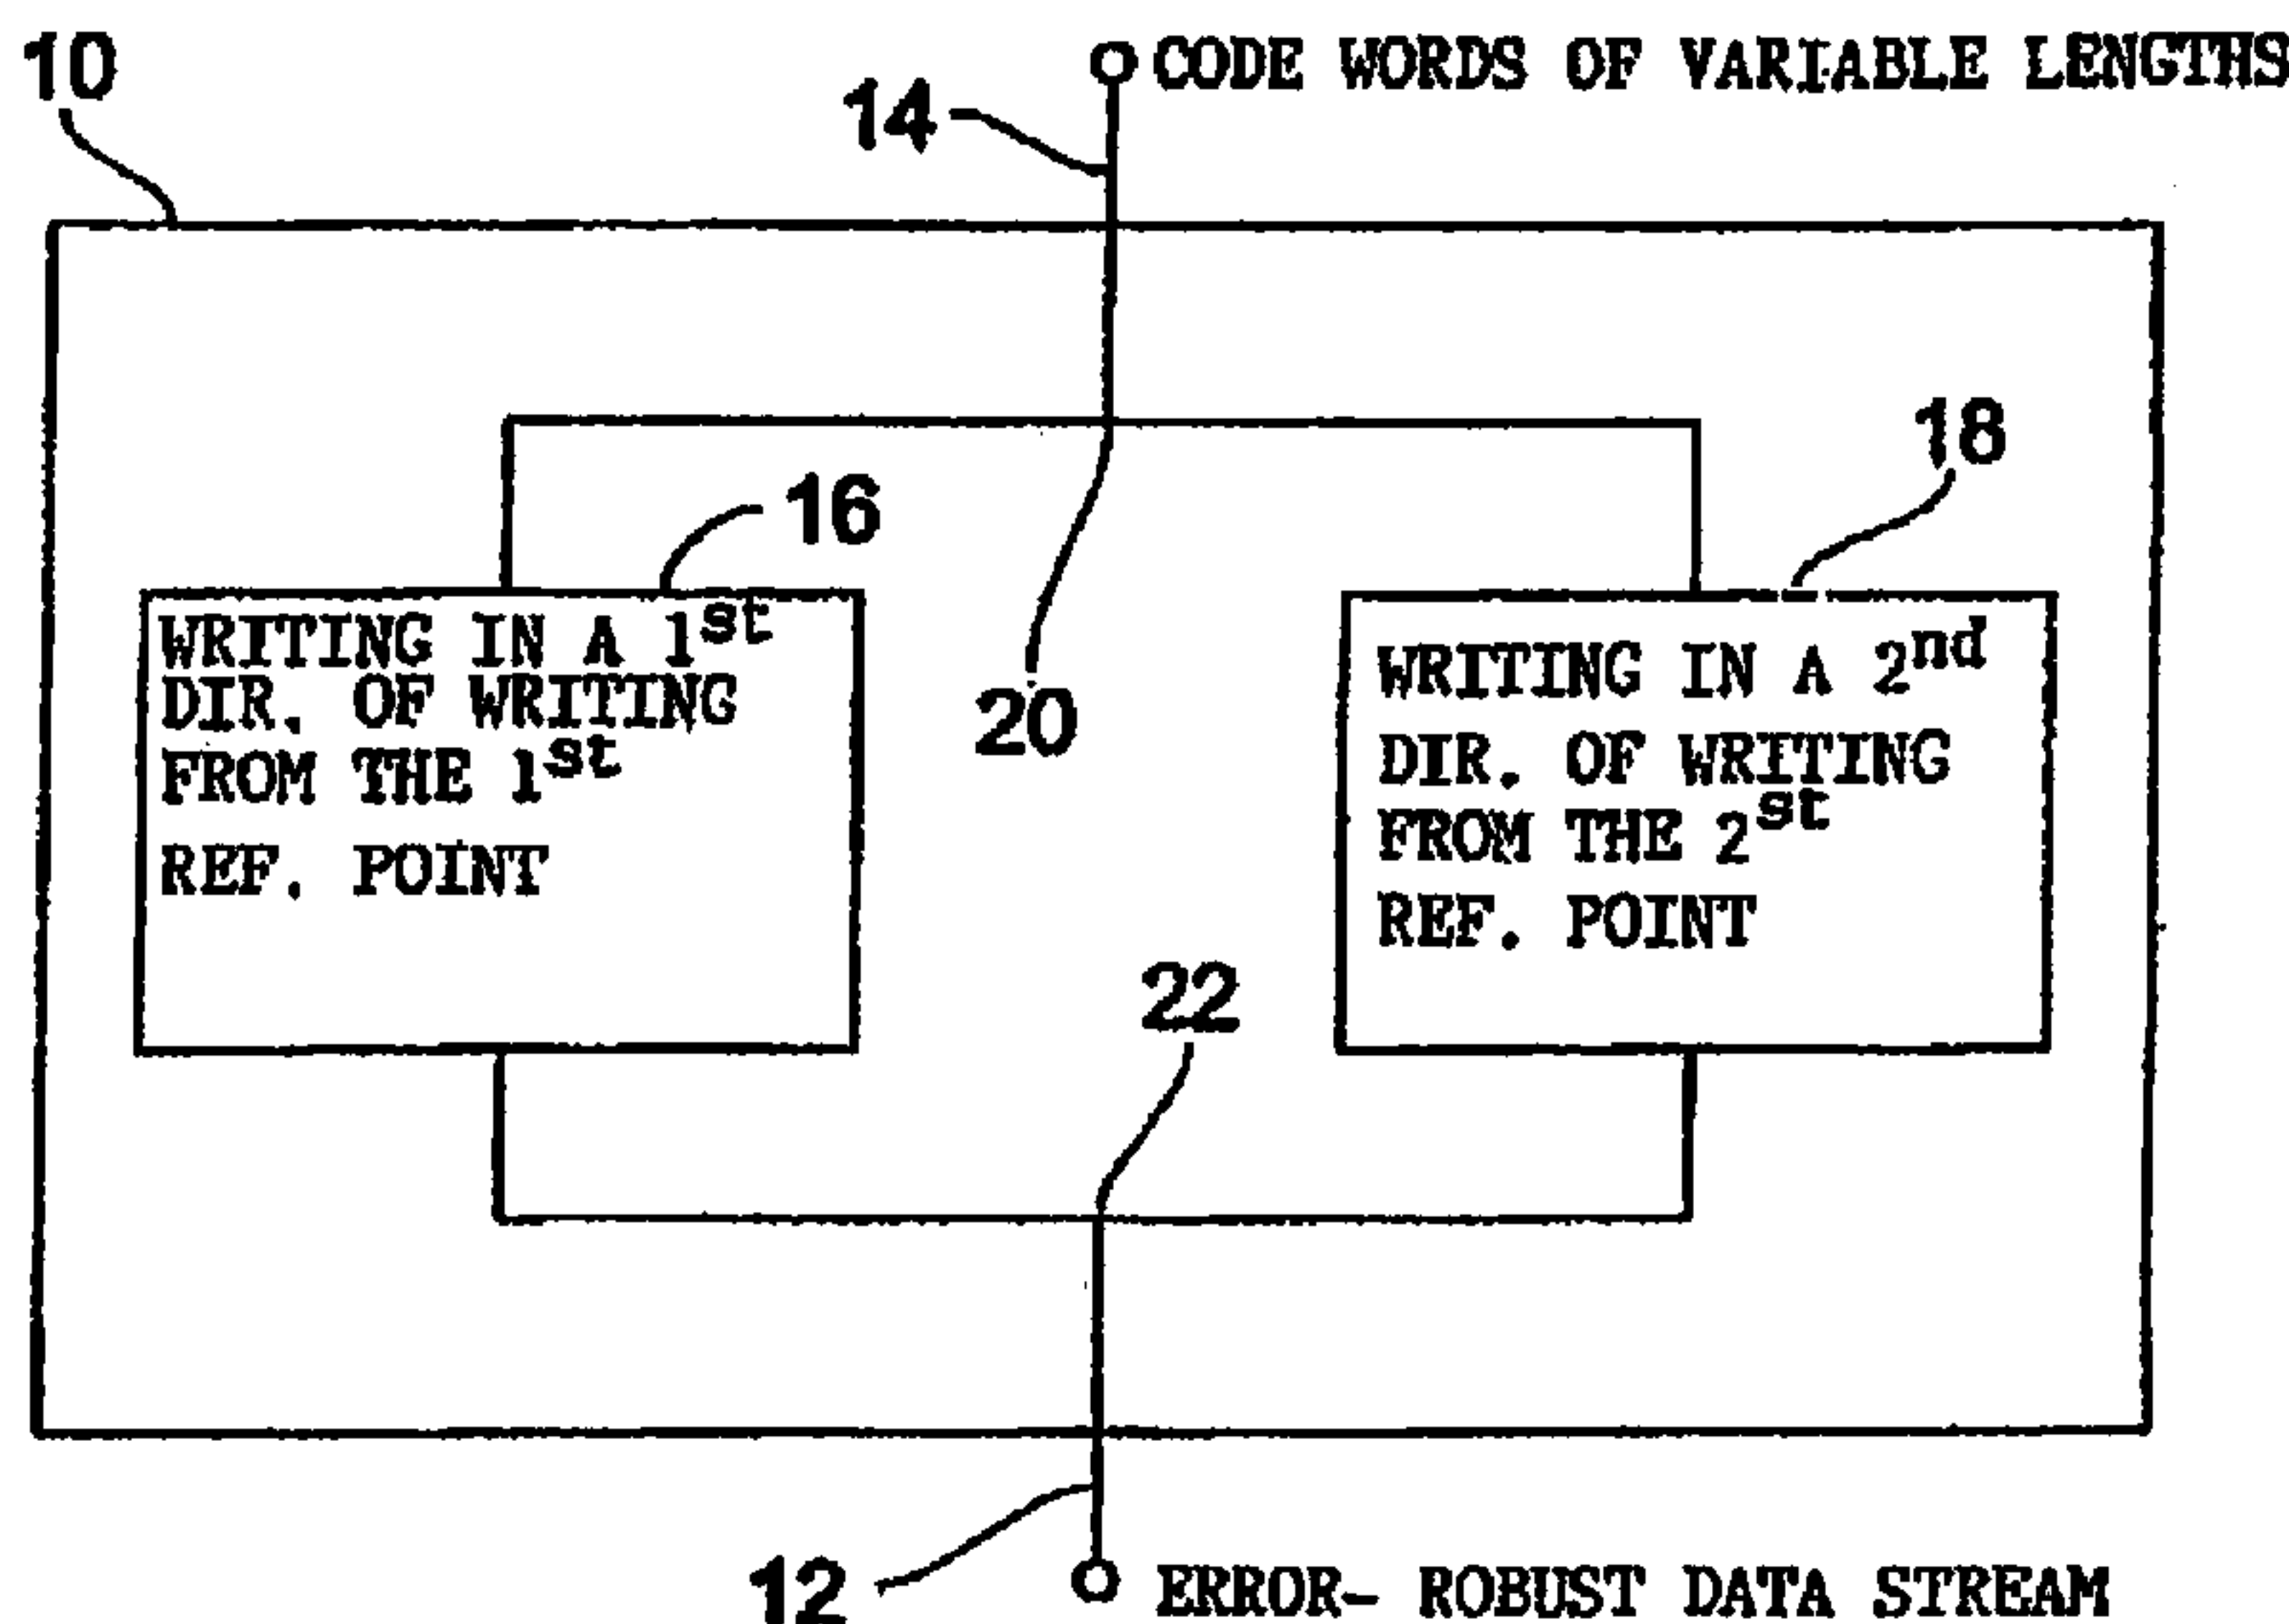 10
CODE WORDS OF VARIABLE LENGTHS
14
18
16
WRITING IN A 1st
DIR. OF WRITING
FROM THE 1st
REF. POINT
20
WRITING IN A 2nd
DIR. OF WRITING
FROM THE 2st
REF. POINT
22
12
ERROR- ROBUST DATA STREAM